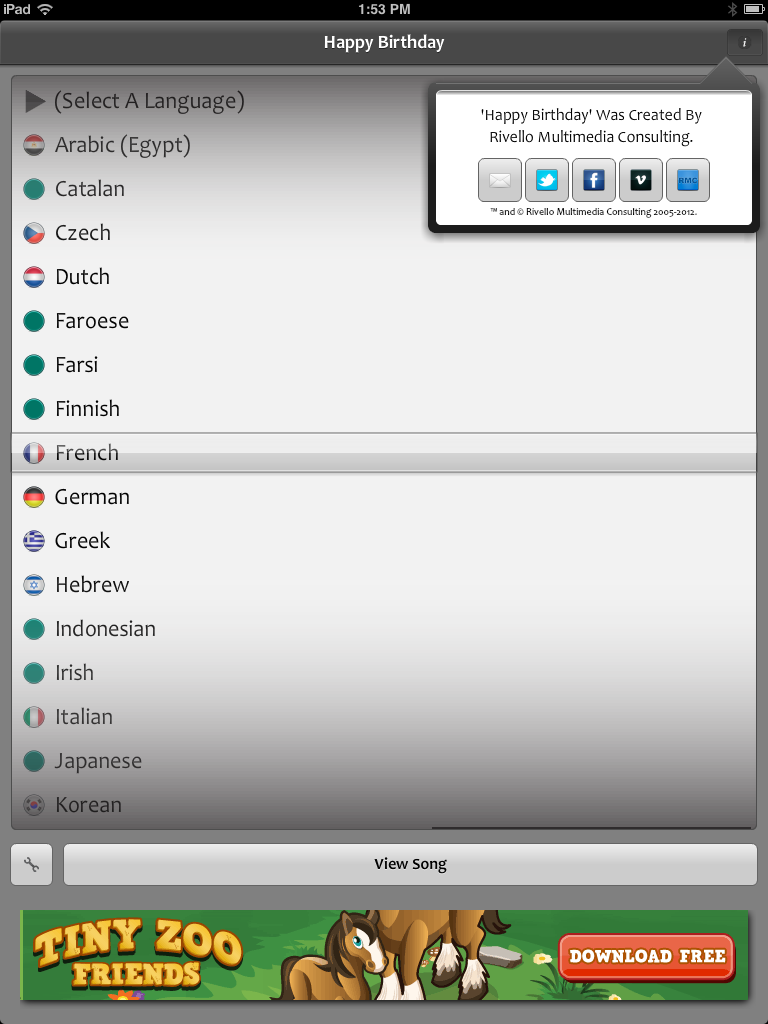 iPad
1:53 PM
Happy Birthday
i
(Select A Language)
'Happy Birthday' Was Created By
Rivello Multimedia Consulting.
RMC
™ and © Rivello Multimedia Consulting 2005-2012.
Arabic (Egypt)
Catalan
Czech
Dutch
Faroese
Farsi
Finnish
French
German
Greek
Hebrew
Indonesian
Irish
Italian
Japanese
Korean
View Song
TINY ZOO
FRIENDS
DOWNLOAD FREE